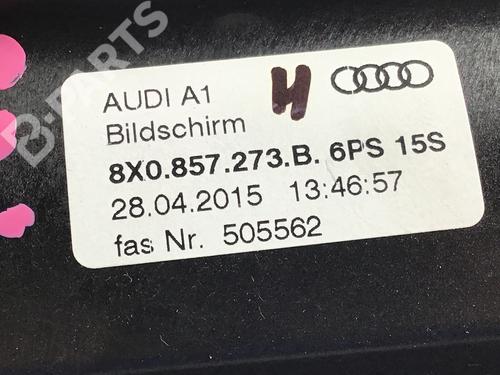 B-PARTS
AUDI A1 H
Bildschirm
8X0.857.273.B. 6PS 15S
28.04.2015 13:46:57
fas Nr. 505562